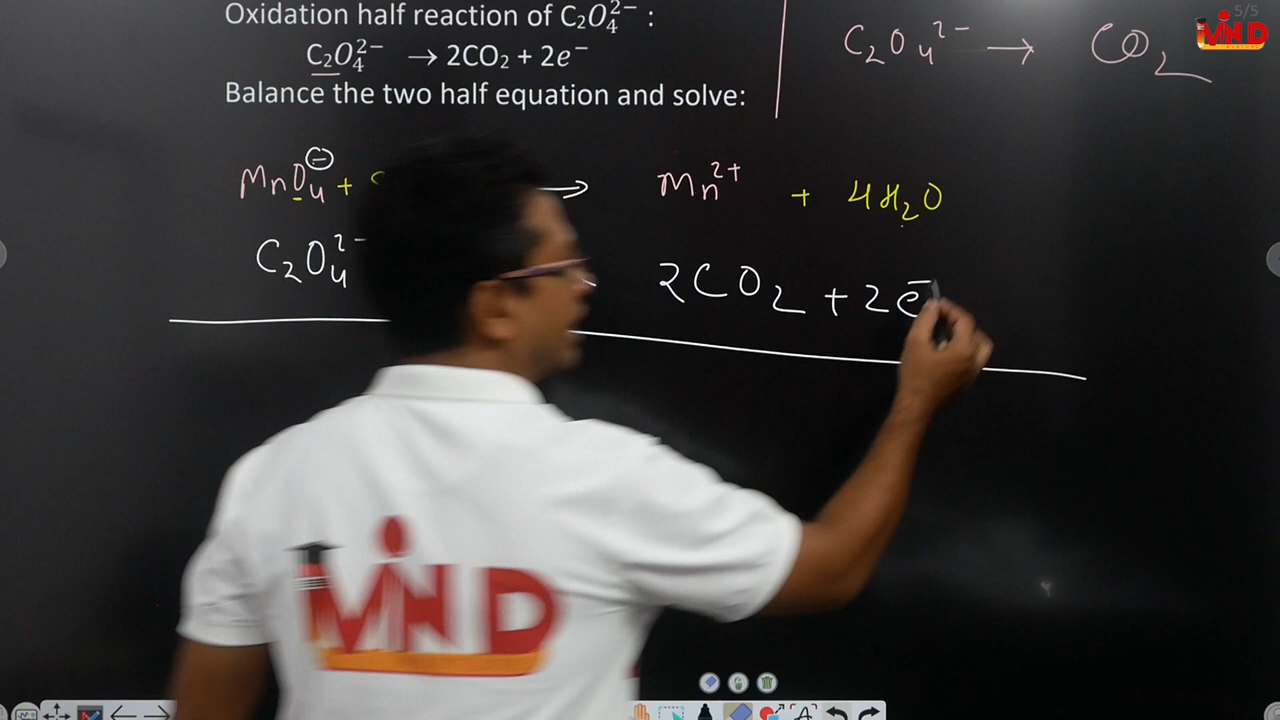 Oxidation half reaction of C₂O₄²⁻ :
C₂O₄²⁻ → 2CO₂ + 2e⁻
Balance the two half equation and solve:
C₂O₄²⁻ → CO₂
5/5
MIND
MnO₄⁻ + → Mn²⁺ + 4H₂O
C₂O₄²⁻ 2CO₂ + 2e⁻
MIND